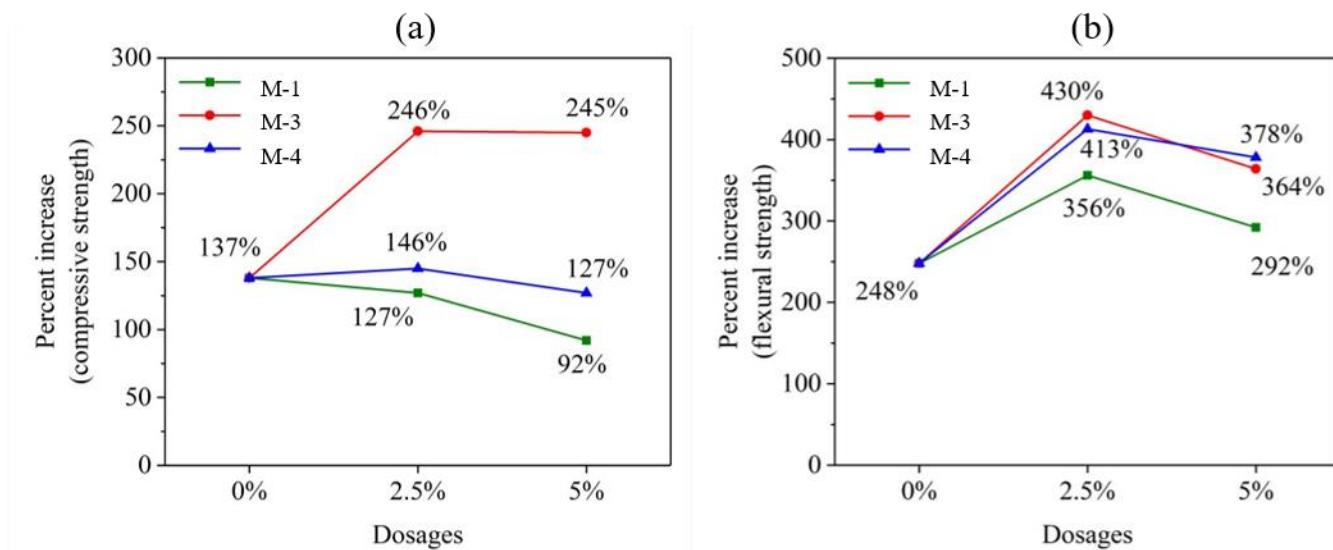 (a)
Percent increase
(compressive strength)
300
250
200
150
100
50
0
M-1
M-3
M-4
246%
245%
137%
146%
127%
127%
92%
0%
2.5%
5%
Dosages
(b)
Percent increase
(flexural strength)
500
400
300
200
100
0
M-1
M-3
M-4
430%
413%
378%
364%
356%
292%
248%
0%
2.5%
5%
Dosages